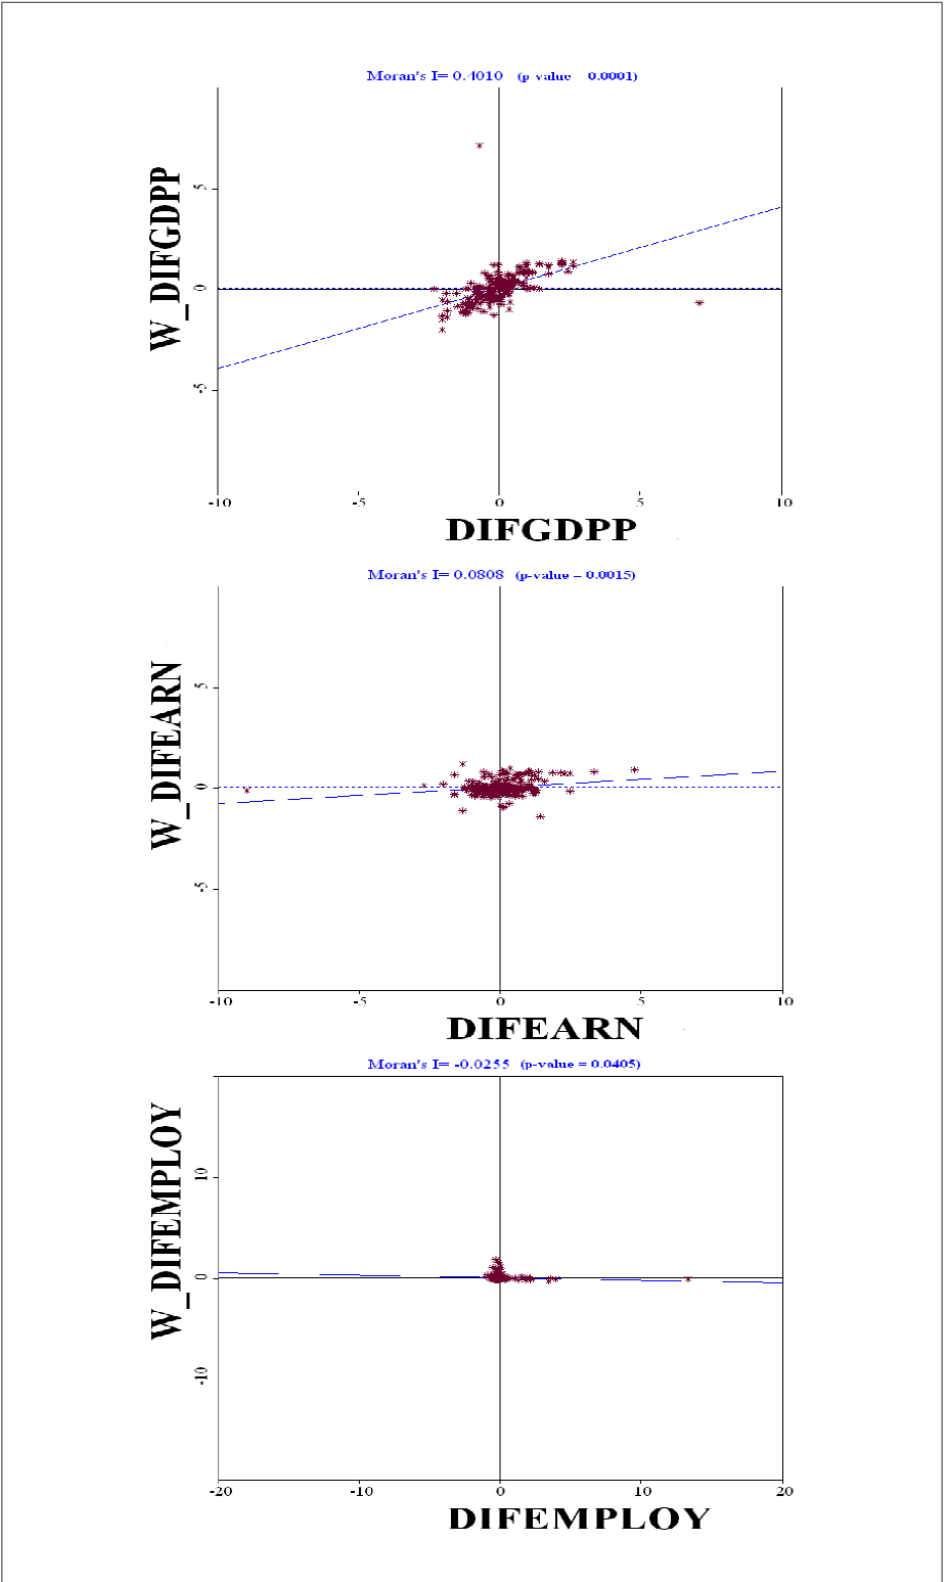 Moran's I= 0.4010 (p-value = 0.0001)
W_DIFGDPP
5
0
-5
-10 -5 0 5 10
DIFGDPP
Moran's I= 0.0808 (p-value = 0.0015)
W_DIFEARN
5
0
-5
-10 -5 0 5 10
DIFEARN
Moran's I= -0.0255 (p-value = 0.0405)
W_DIFEMPLOY
10
0
-10
-20 -10 0 10 20
DIFEMPLOY